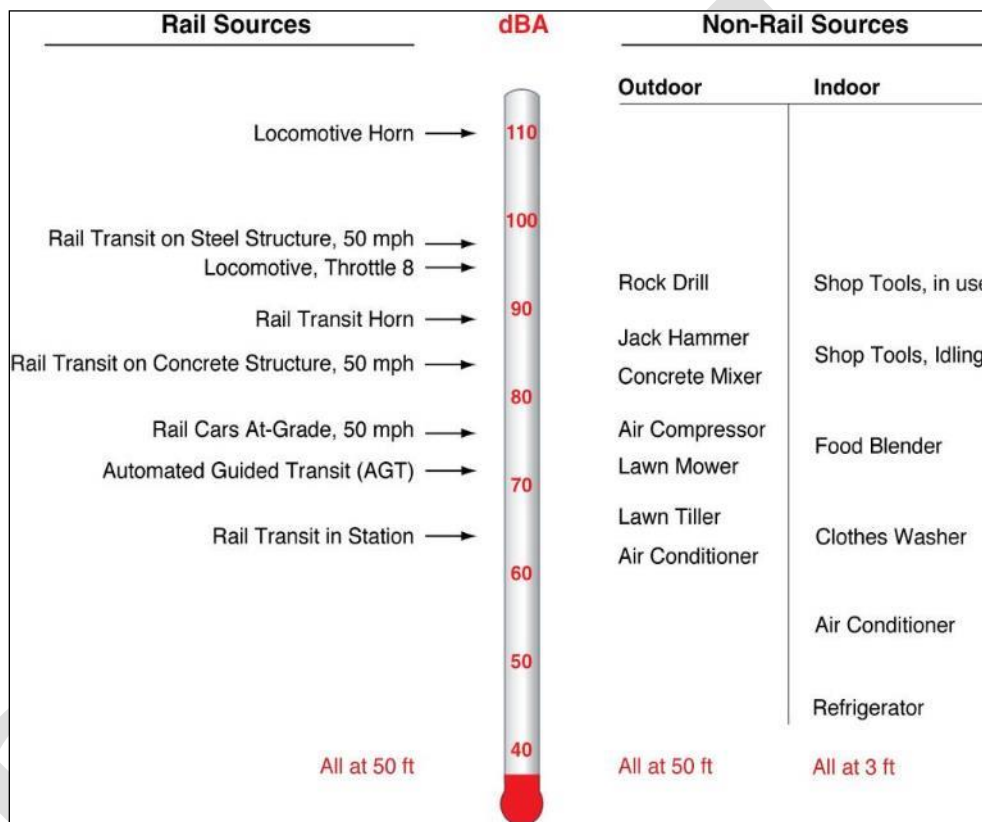 Rail Sources
dBA
Non-Rail Sources
Outdoor
Indoor
Locomotive Horn
110
100
Rail Transit on Steel Structure, 50 mph
Locomotive, Throttle 8
Rock Drill
Shop Tools, in use
90
Rail Transit Horn
Jack Hammer
Shop Tools, Idling
Rail Transit on Concrete Structure, 50 mph
Concrete Mixer
80
Rail Cars At-Grade, 50 mph
Air Compressor
Food Blender
Automated Guided Transit (AGT)
Lawn Mower
70
Lawn Tiller
Rail Transit in Station
Clothes Washer
Air Conditioner
60
Air Conditioner
50
Refrigerator
40
All at 50 ft
All at 50 ft
All at 3 ft